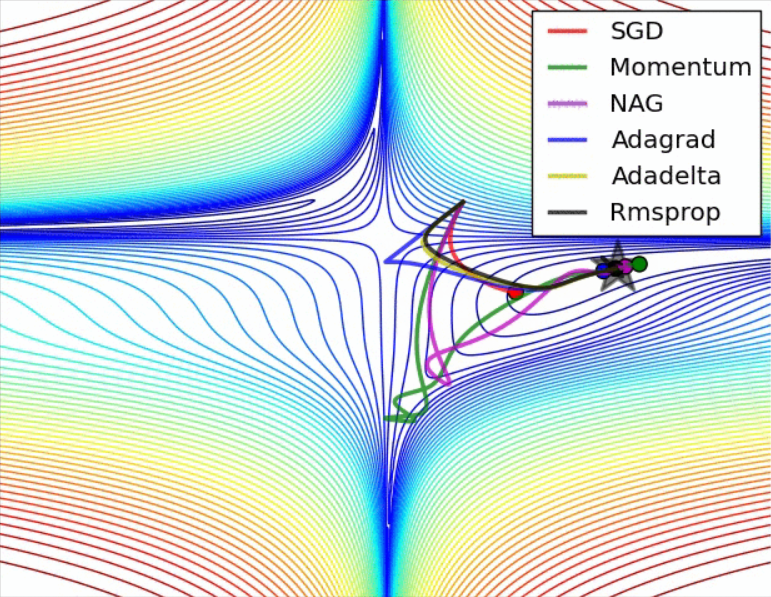 SGD
Momentum
NAG
Adagrad
Adadelta
Rmsprop